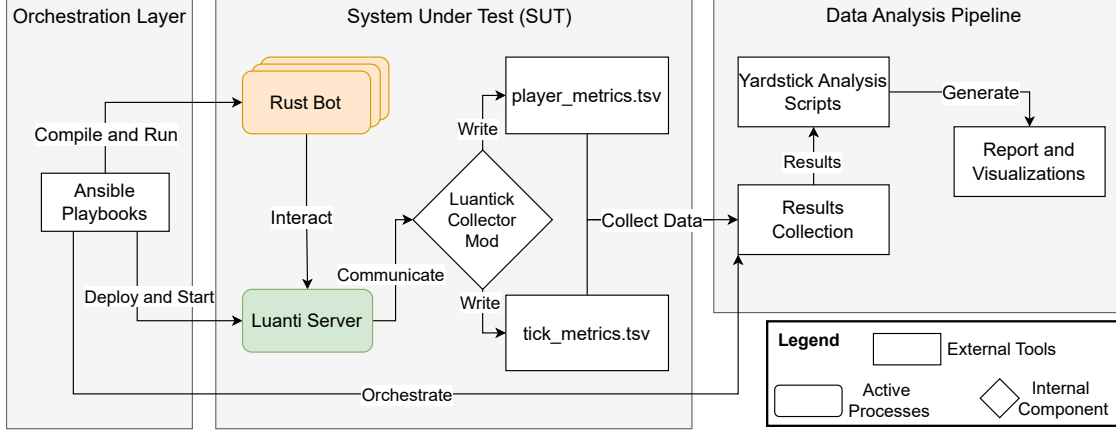 Orchestration Layer
System Under Test (SUT)
Data Analysis Pipeline
Rust Bot
Compile and Run
Ansible
Playbooks
Deploy and Start
Interact
Luanti Server
Communicate
Luantick
Collector
Mod
Write
player_metrics.tsv
Write
tick_metrics.tsv
Collect Data
Orchestrate
Yardstick Analysis
Scripts
Results
Results
Collection
Generate
Report and
Visualizations
Legend
External Tools
Active
Processes
Internal
Component